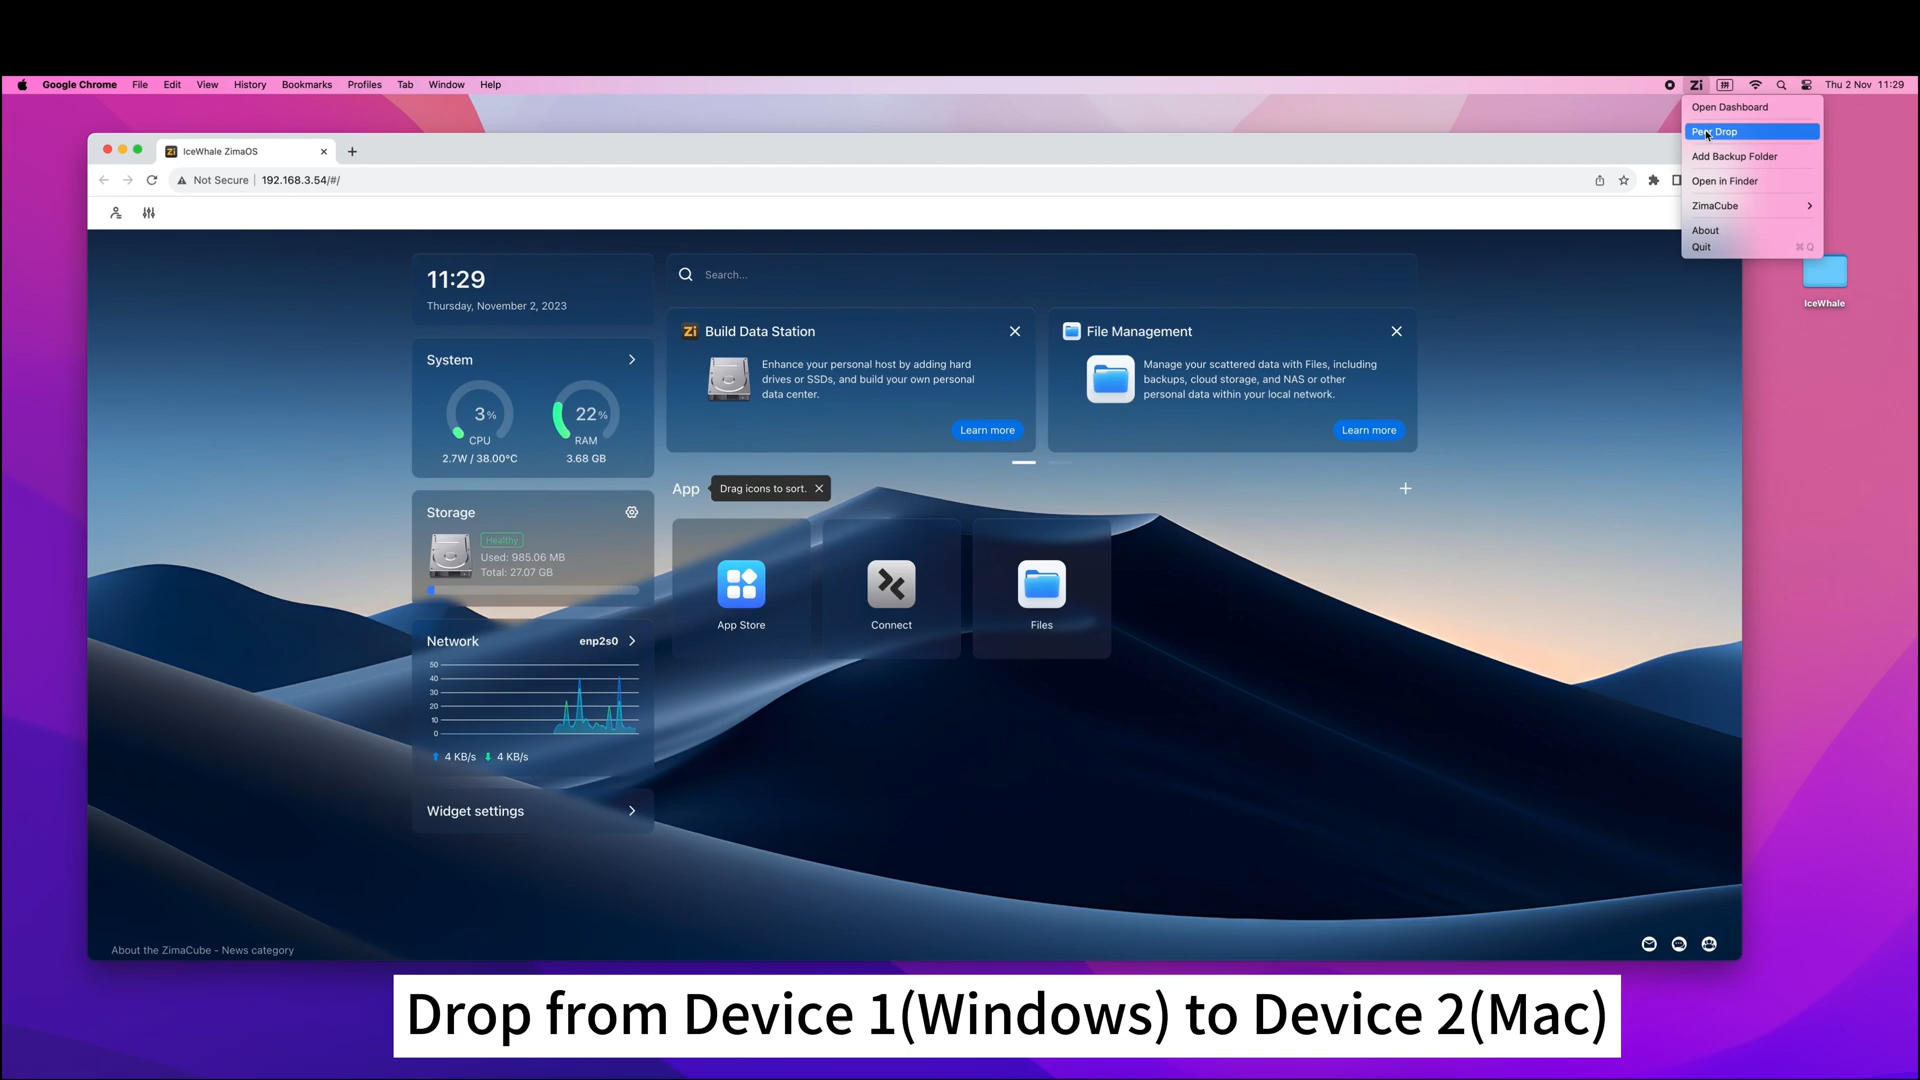 Google Chrome File Edit View History Bookmarks Profiles Tab Window Help
Zi 拼 Thu 2 Nov 11:29
Open Dashboard
Peer Drop
Add Backup Folder
Open in Finder
ZimaCube
About
Quit ⌘ Q
Zi IceWhale ZimaOS
Not Secure 192.168.3.54/#/
IceWhale
11:29
Thursday, November 2, 2023
Search...
System
3%
CPU
2.7W / 38.00°C
22%
RAM
3.68 GB
Zi Build Data Station
Enhance your personal host by adding hard
drives or SSDs, and build your own personal
data center.
Learn more
File Management
Manage your scattered data with Files, including
backups, cloud storage, and NAS or other
personal data within your local network.
Learn more
App
Drag icons to sort.
Storage
Healthy
Used: 985.06 MB
Total: 27.07 GB
App Store
Connect
Files
Network enp2s0
50
40
30
20
10
0
4 KB/s 4 KB/s
Widget settings
About the ZimaCube - News category
Drop from Device 1(Windows) to Device 2(Mac)